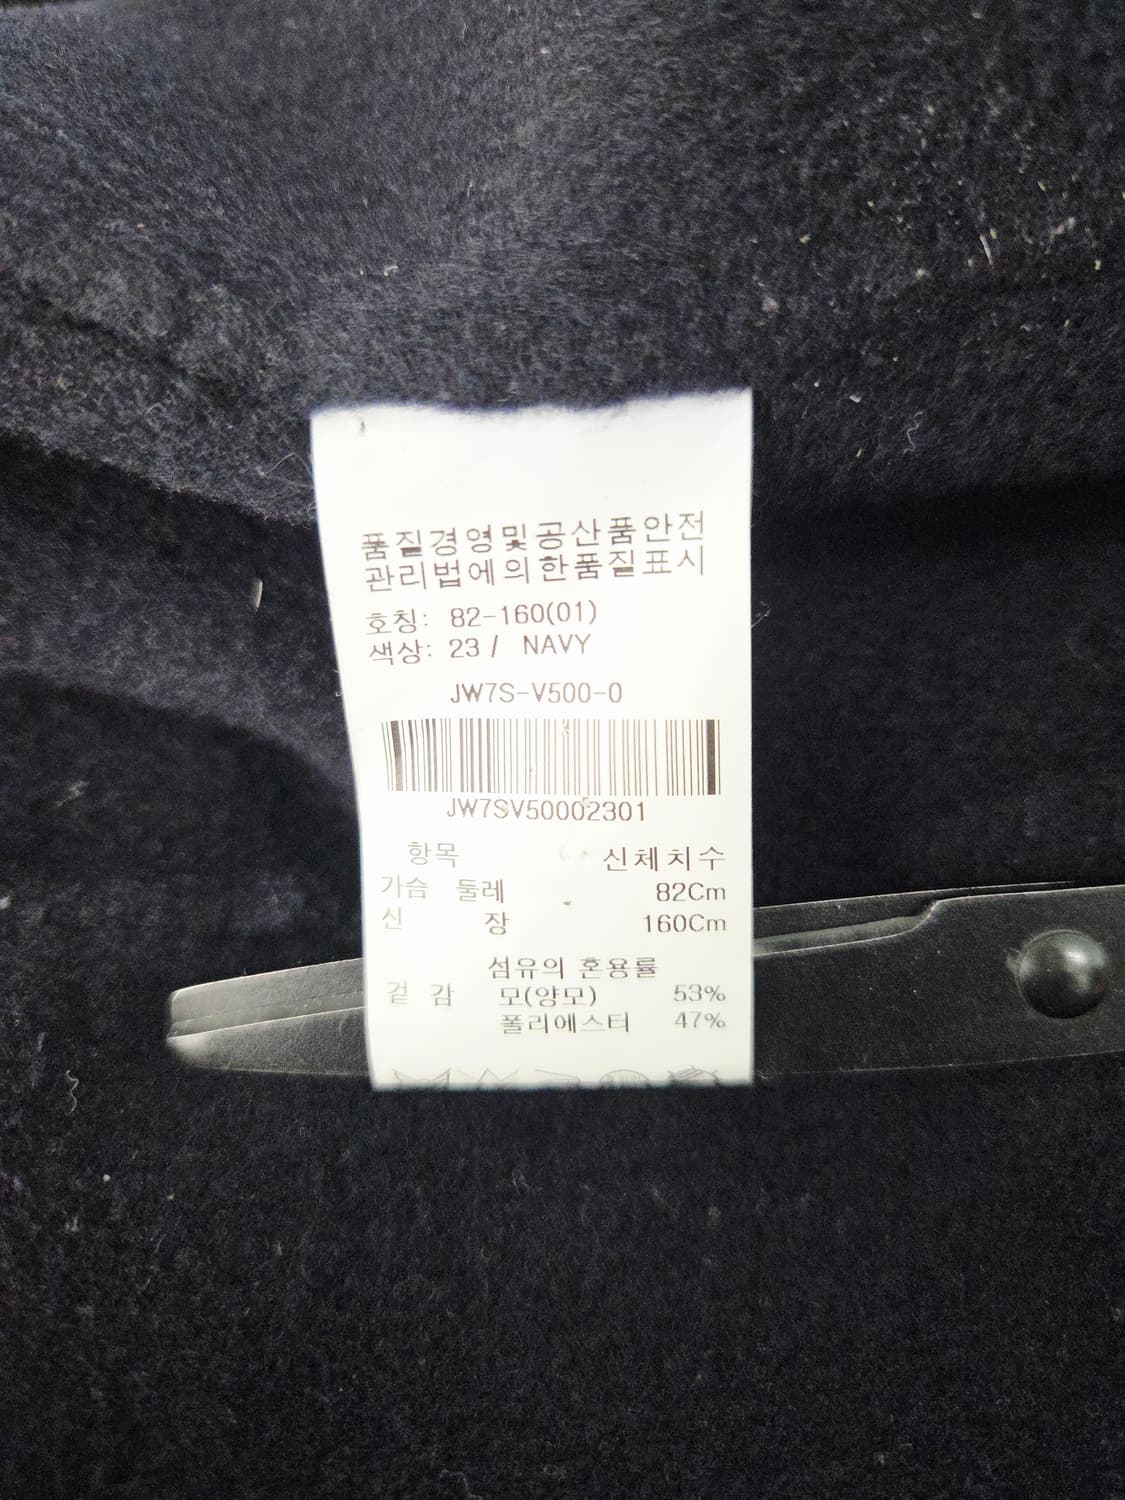 품질경영및공산품안전
관리법에의한품질표시
호칭: 82-160(01)
색상: 23 / NAVY
JW7S-V500-0
JW7SV50002301
항목 신체치수
가슴 둘레 82Cm
신 장 160Cm
섬유의 혼용률
겉 감 모(양모) 53%
폴리에스터 47%